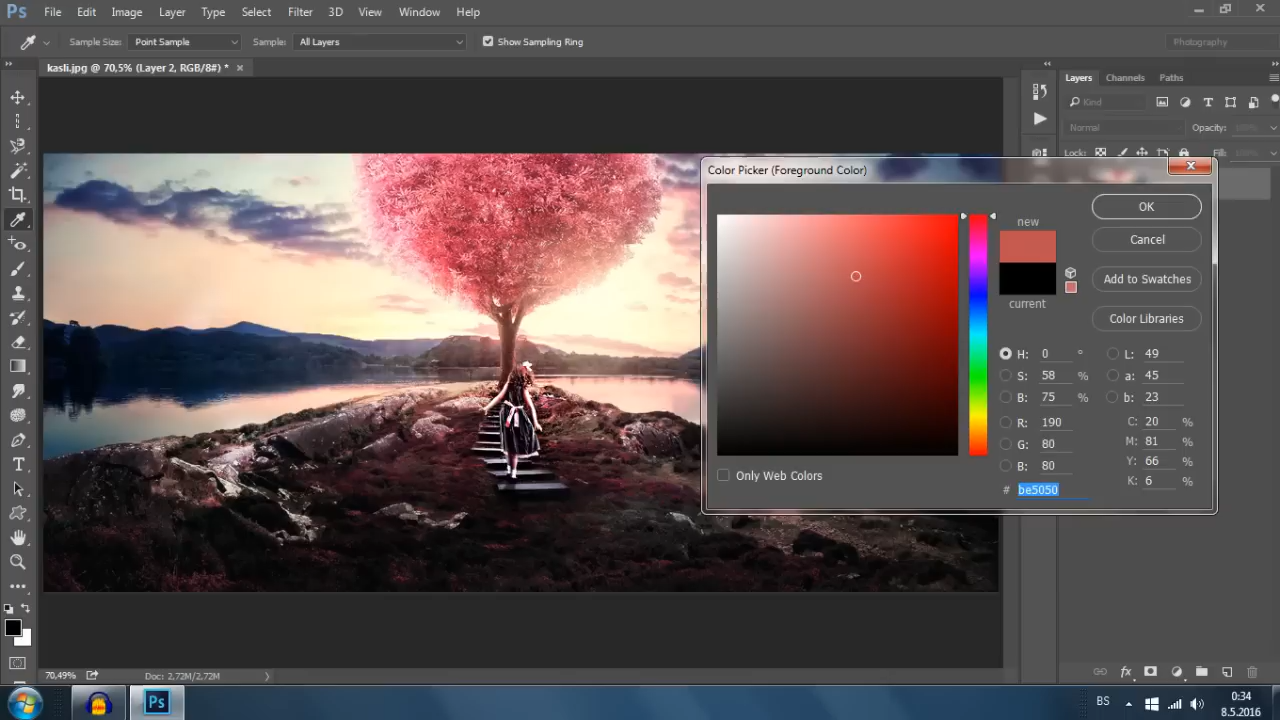 Ps File Edit Image Layer Type Select Filter 3D View Window Help
Sample Size: Point Sample Sample: All Layers Show Sampling Ring Photography
kasli.jpg @ 70,5% (Layer 2, RGB/8#) * ×
Layers Channels Paths
Kind
Normal Opacity: 100%
Lock: Fill: 100%
Color Picker (Foreground Color)
new
current
OK
Cancel
Add to Swatches
Color Libraries
H: 0 ° L: 49
S: 58 % a: 45
B: 75 % b: 23
R: 190 C: 20 %
G: 80 M: 81 %
B: 80 Y: 66 %
K: 6 %
Only Web Colors
# be5050
70,49% Doc: 2,72M/2,72M
fx
Ps
BS
0:34
8.5.2016